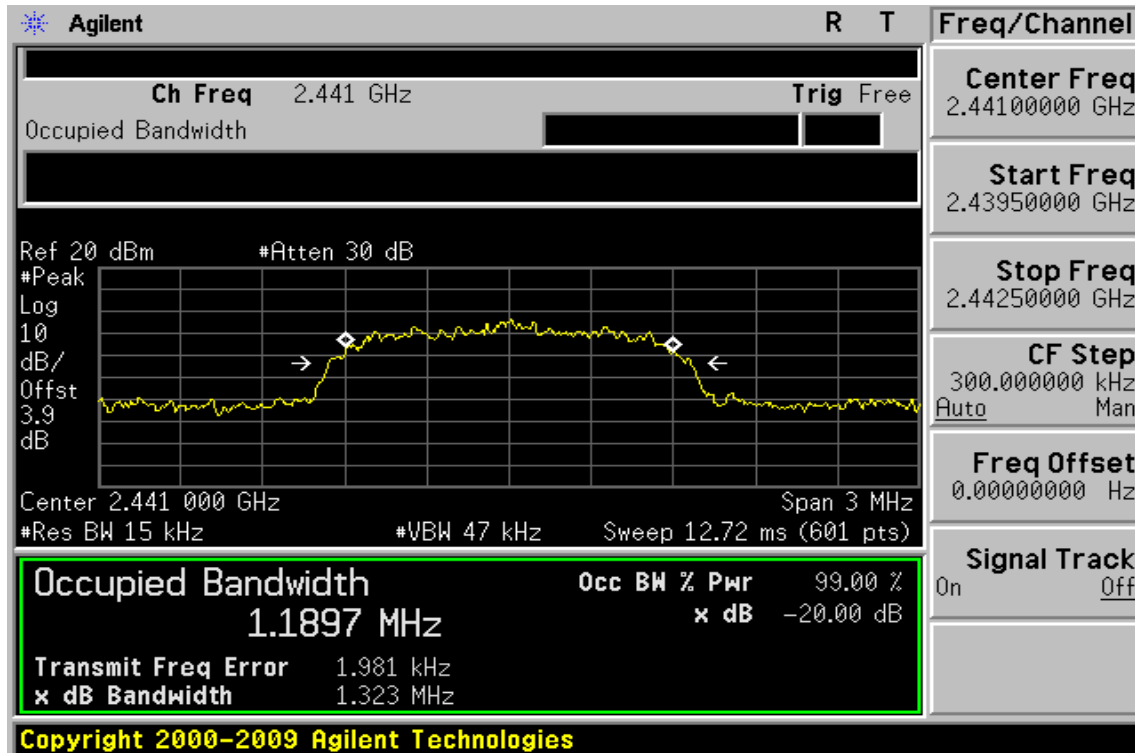 Agilent R T
Ch Freq 2.441 GHz Trig Free
Occupied Bandwidth
Ref 20 dBm #Atten 30 dB
#Peak
Log
10
dB/
Offst
3.9
dB
Center 2.441 000 GHz Span 3 MHz
#Res BW 15 kHz #VBW 47 kHz Sweep 12.72 ms (601 pts)
Occupied Bandwidth
1.1897 MHz
Occ BW % Pwr 99.00 %
x dB -20.00 dB
Transmit Freq Error 1.981 kHz
x dB Bandwidth 1.323 MHz
Copyright 2000-2009 Agilent Technologies
Freq/Channel
Center Freq
2.44100000 GHz
Start Freq
2.43950000 GHz
Stop Freq
2.44250000 GHz
CF Step
300.000000 kHz
Auto Man
Freq Offset
0.00000000 Hz
Signal Track
On Off